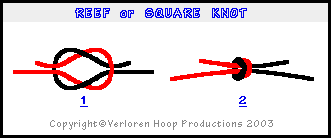 REEF or SQUARE KNOT
1 2
Copyright©Verloren Hoop Productions 2003